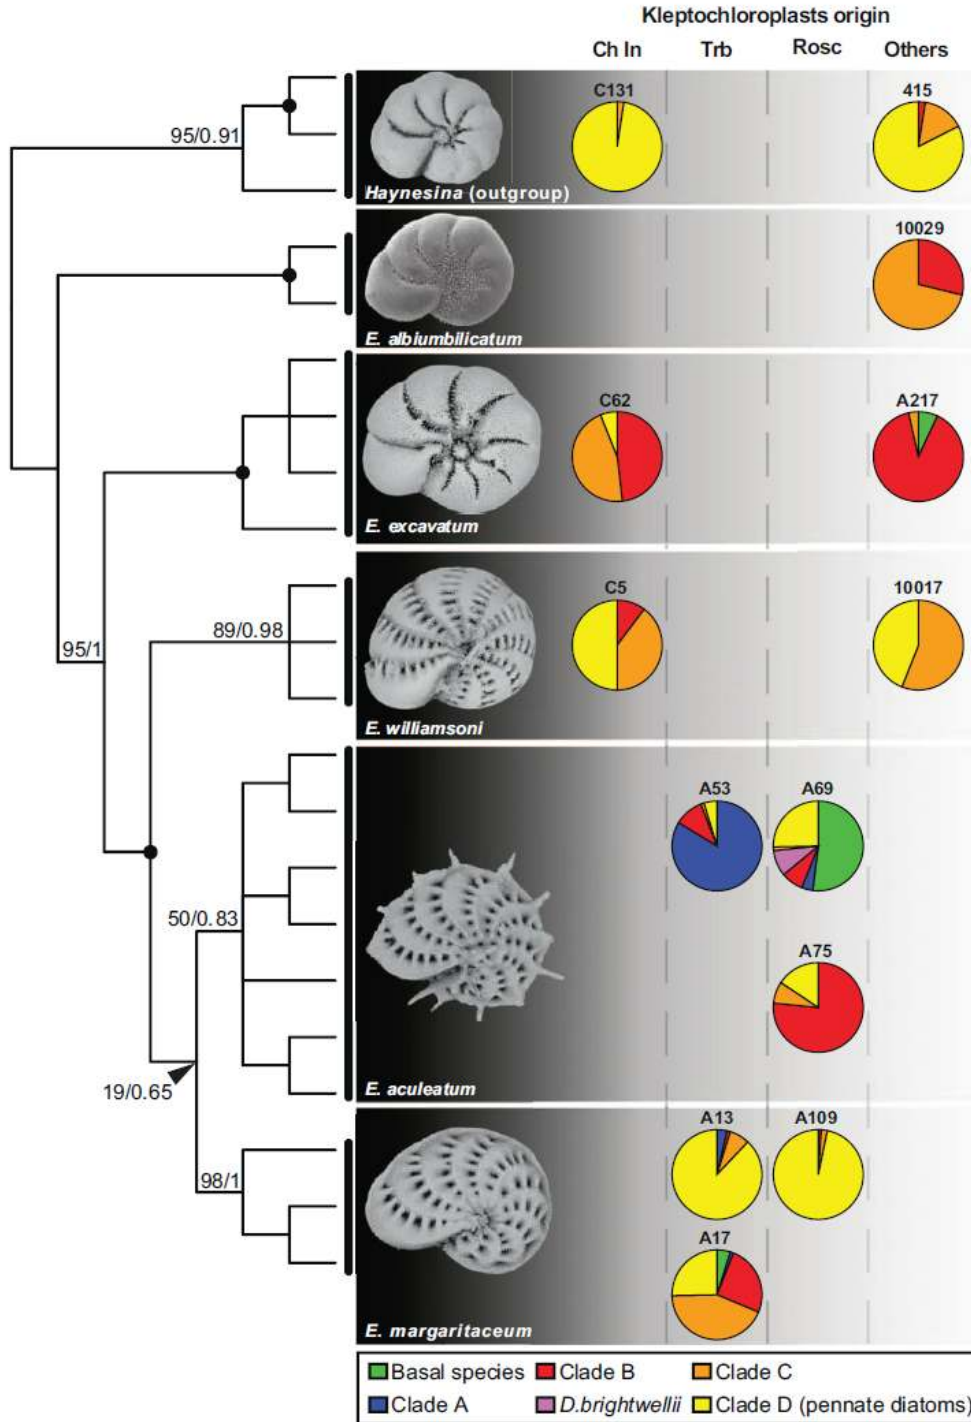 Kleptochloroplasts origin
Ch In Trb Rosc Others
C131 415
95/0.91
Haynesina (outgroup)
10029
E. albiumbilicatum
C62 A217
E. excavatum
C5 10017
89/0.98
95/1
E. williamsoni
A53 A69
50/0.83
A75
19/0.65
E. aculeatum
A13 A109
98/1
A17
E. margaritaceum
Basal species Clade B Clade C
Clade A D.brightwellii Clade D (pennate diatoms)